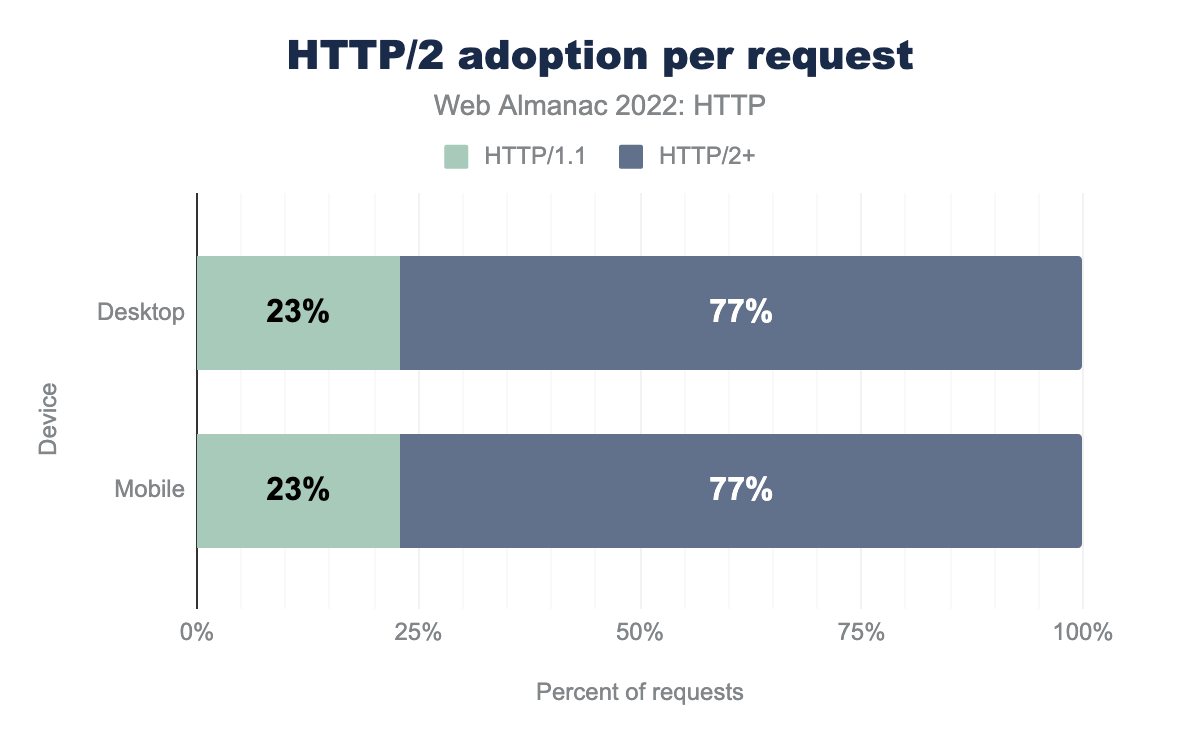 HTTP/2 adoption per request
Web Almanac 2022: HTTP
HTTP/1.1 HTTP/2+
Desktop 23% 77%
Device
Mobile 23% 77%
0% 25% 50% 75% 100%
Percent of requests